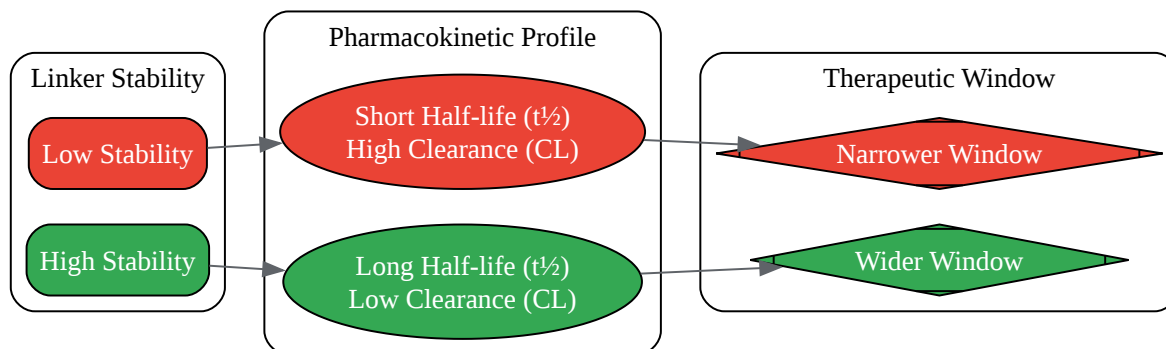 Linker Stability
Low Stability
High Stability
Pharmacokinetic Profile
Short Half-life (t½)
High Clearance (CL)
Long Half-life (t½)
Low Clearance (CL)
Therapeutic Window
Narrower Window
Wider Window